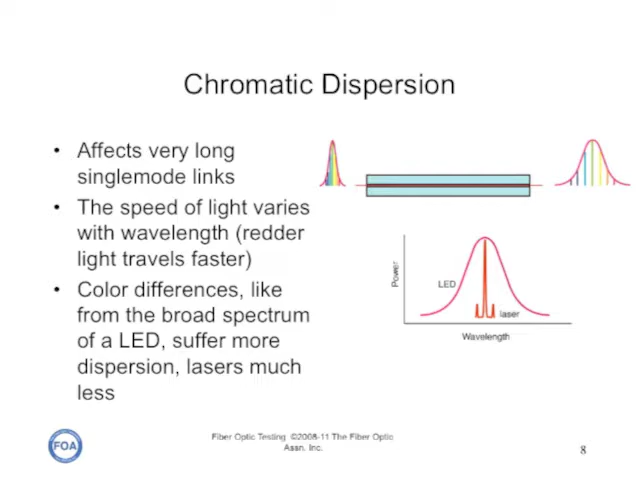 Chromatic Dispersion
• Affects very long
singlemode links
• The speed of light varies
with wavelength (redder
light travels faster)
• Color differences, like
from the broad spectrum
of a LED, suffer more
dispersion, lasers much
less
Power
LED
laser
Wavelength
FOA
Fiber Optic Testing ©2008-11 The Fiber Optic
Assn. Inc.
8